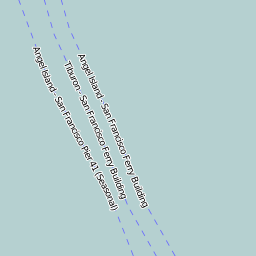 Angel Island - San Francisco Pier 41 (Seasonal)
Tiburon - San Francisco Ferry Building
Angel Island - San Francisco Ferry Building